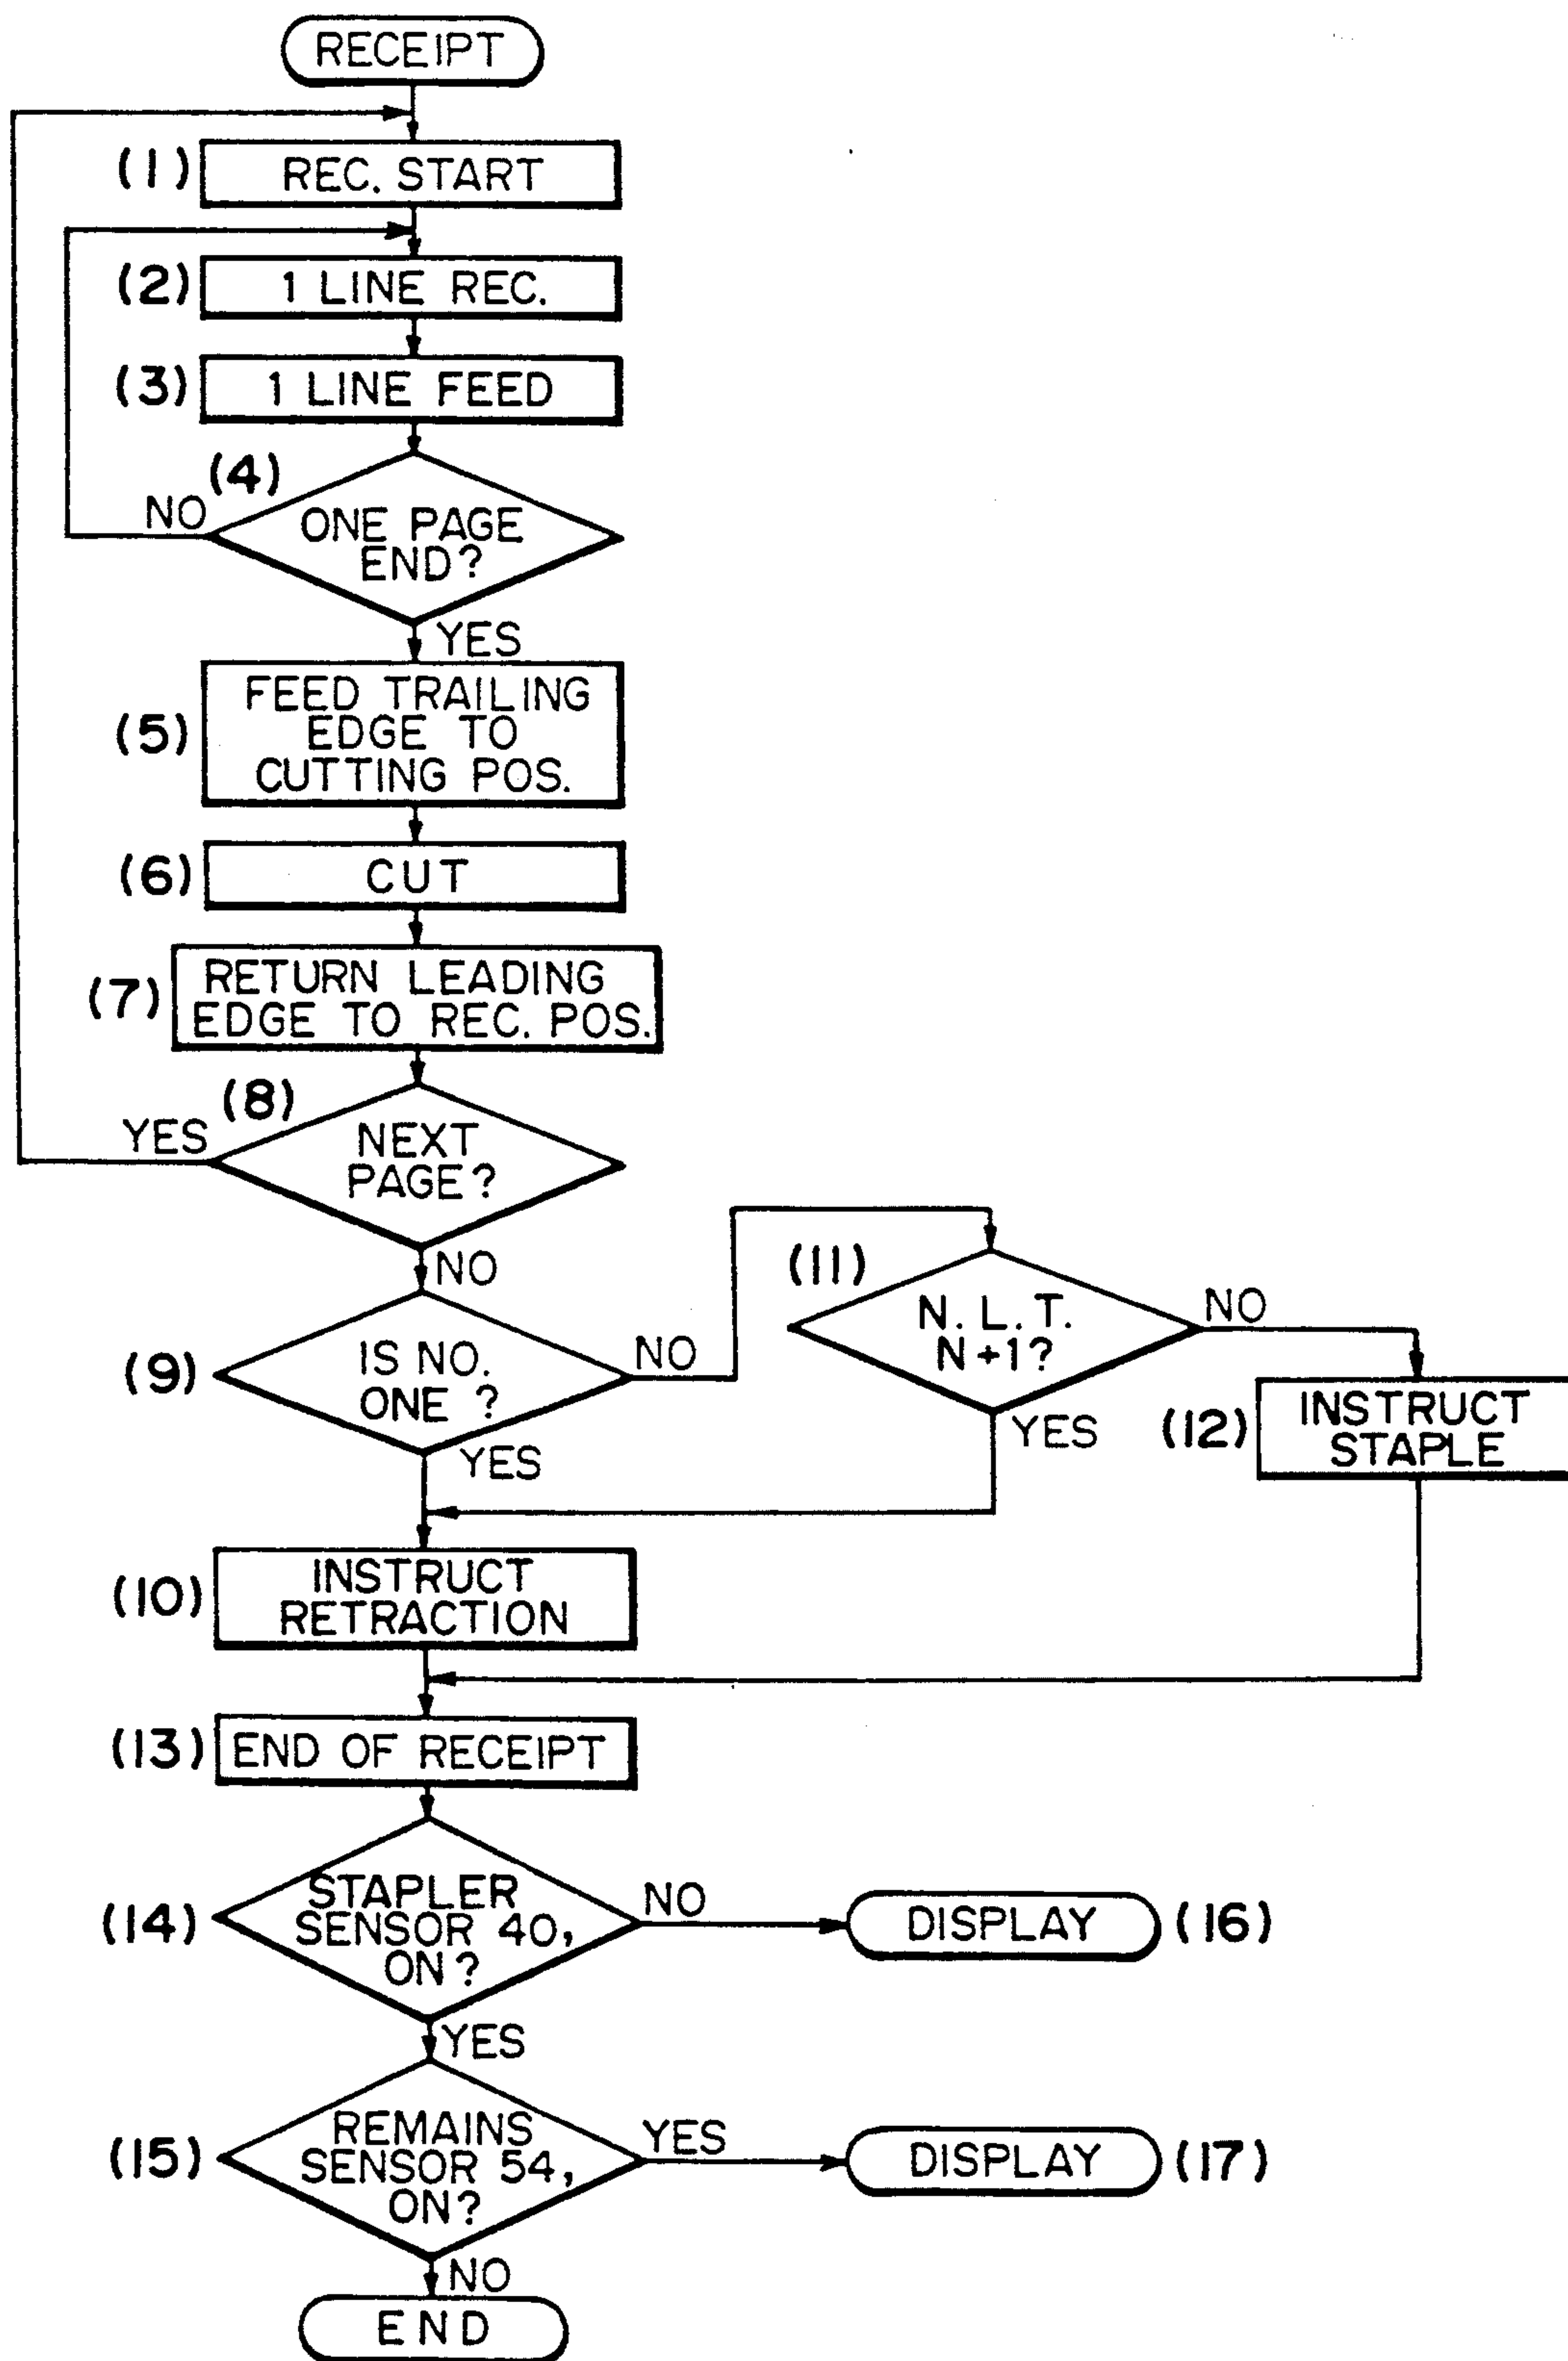 RECEIPT
(1) REC. START
(2) 1 LINE REC.
(3) 1 LINE FEED
(4)
NO
ONE PAGE
END?
YES
(5)
FEED TRAILING
EDGE TO
CUTTING POS.
(6) CUT
(7)
RETURN LEADING
EDGE TO REC. POS.
(8)
YES
NEXT
PAGE?
NO
(9)
IS NO.
ONE ?
NO
YES
(11)
N. L. T.
N+1?
NO
YES
(12)
INSTRUCT
STAPLE
(10)
INSTRUCT
RETRACTION
(13) END OF RECEIPT
(14)
STAPLER
SENSOR 40,
ON?
NO
DISPLAY (16)
YES
(15)
REMAINS
SENSOR 54,
ON?
YES
DISPLAY (17)
NO
END